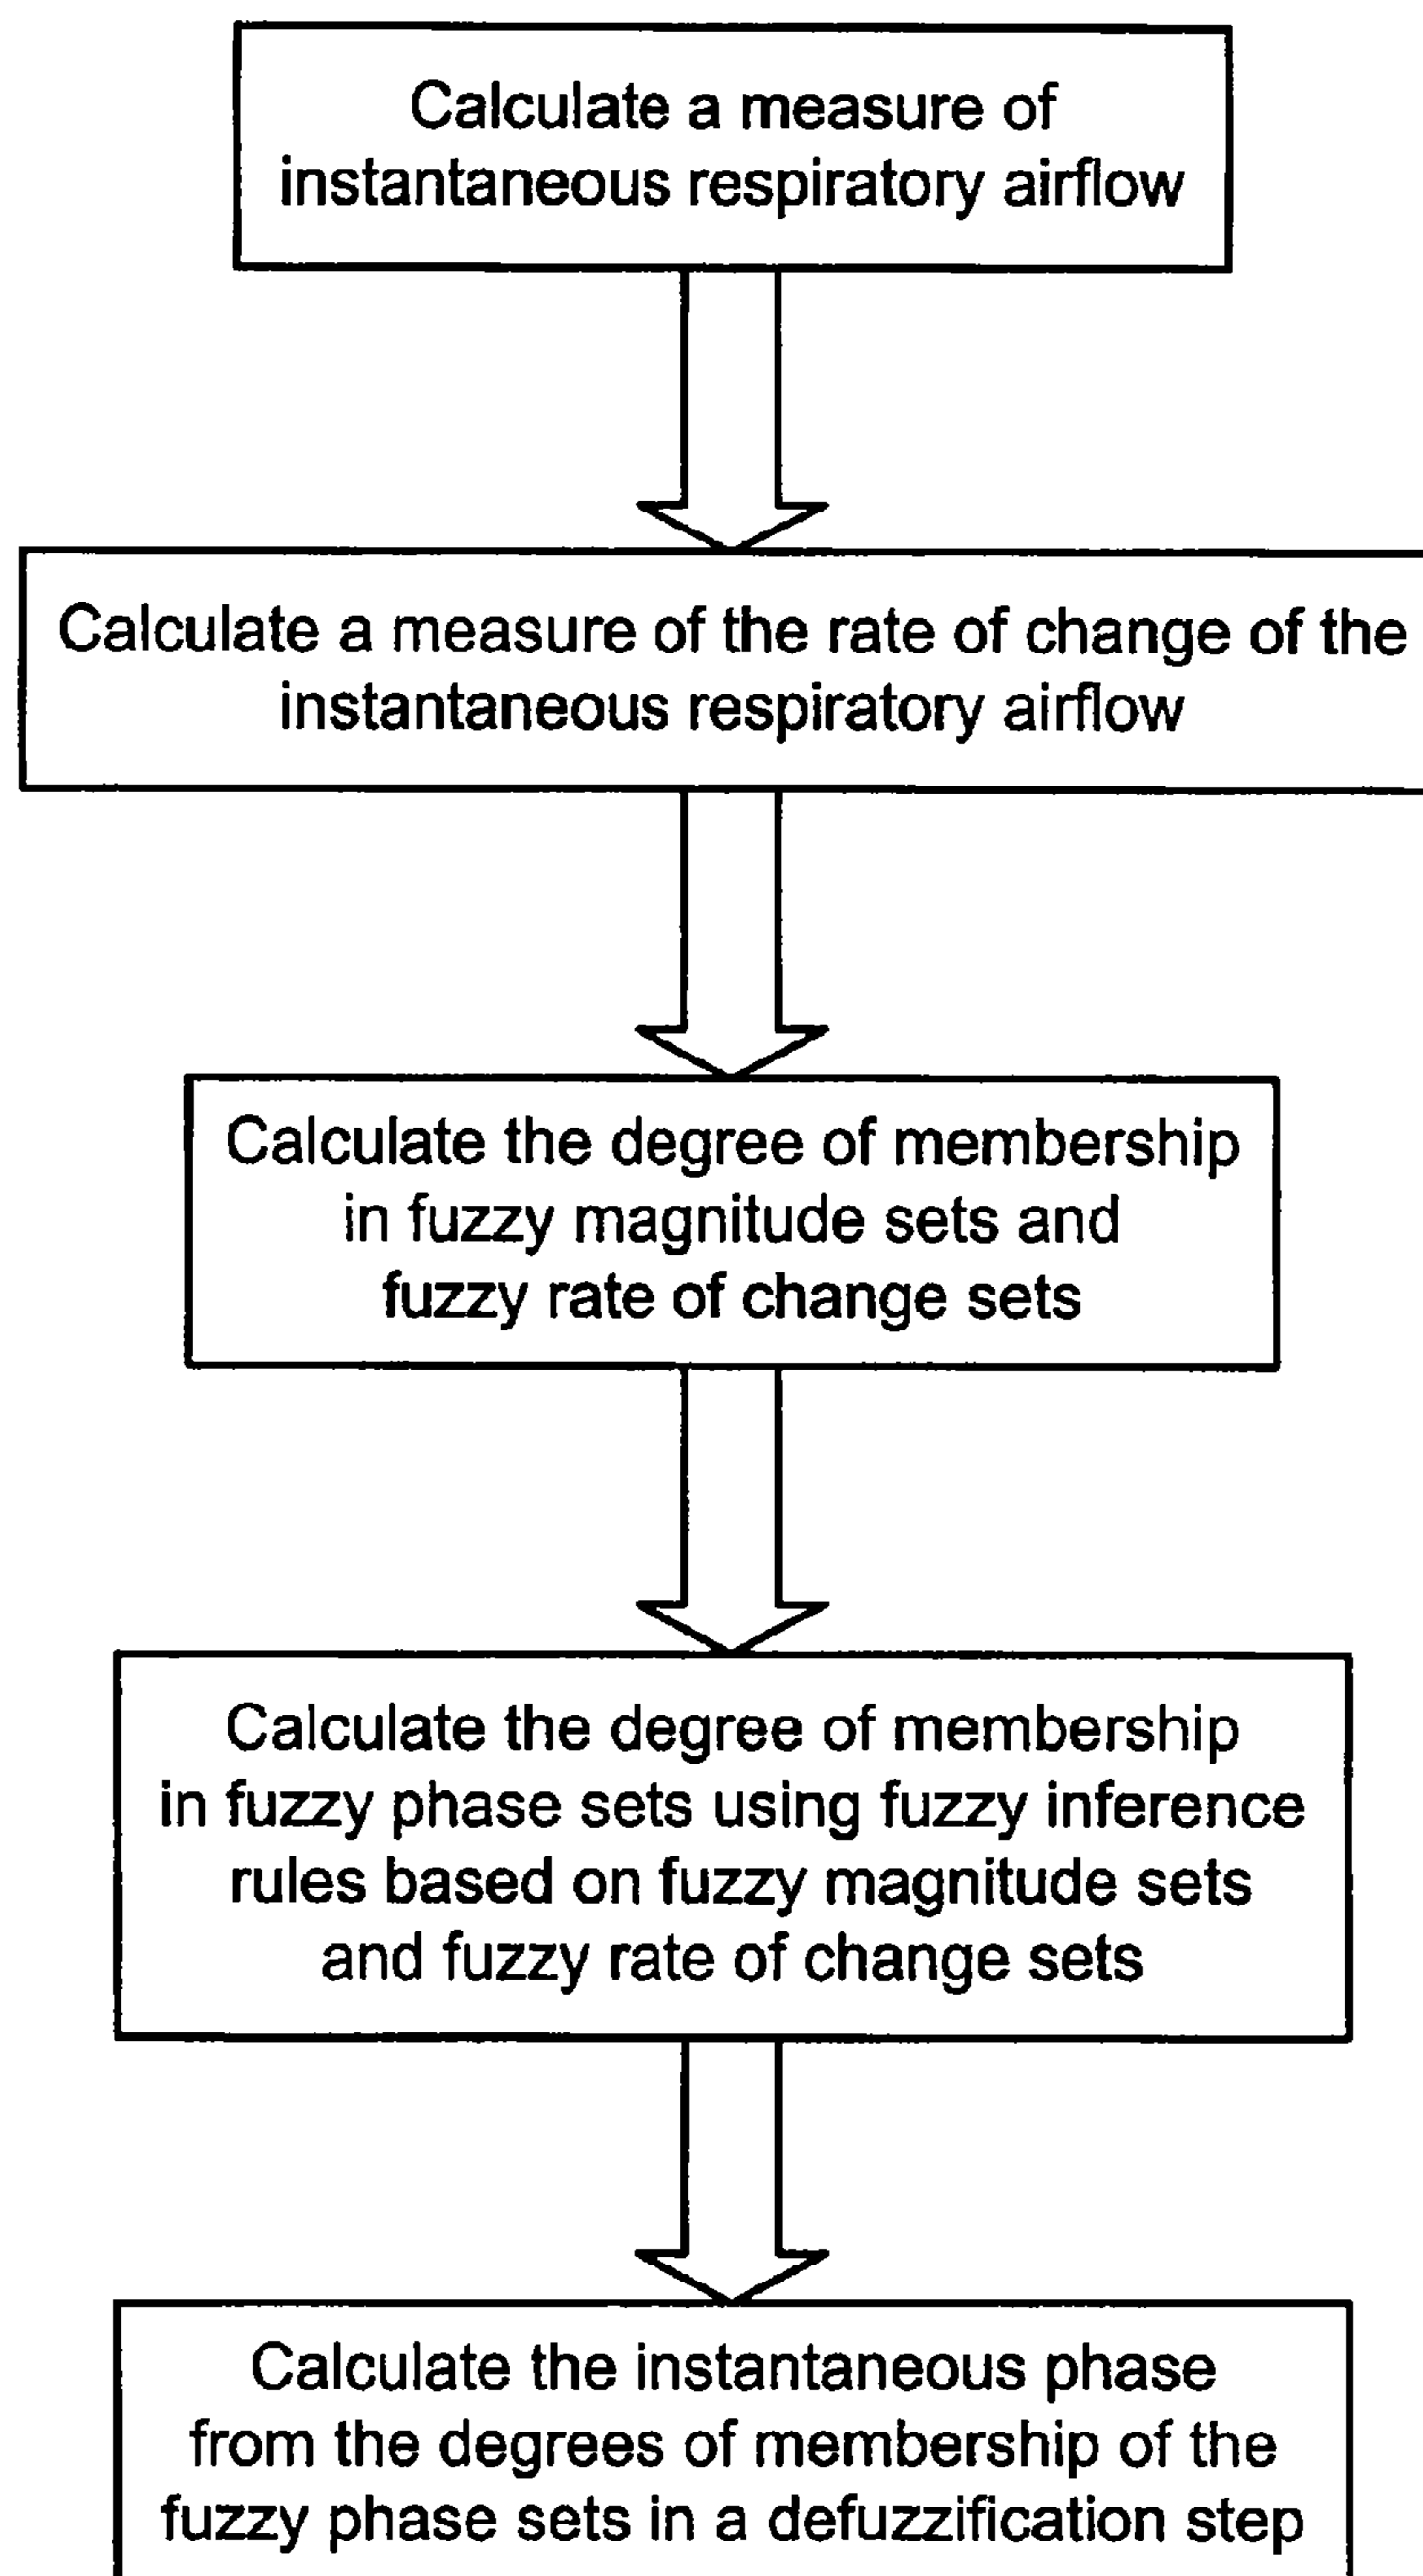 Calculate a measure of
instantaneous respiratory airflow
Calculate a measure of the rate of change of the
instantaneous respiratory airflow
Calculate the degree of membership
in fuzzy magnitude sets and
fuzzy rate of change sets
Calculate the degree of membership
in fuzzy phase sets using fuzzy inference
rules based on fuzzy magnitude sets
and fuzzy rate of change sets
Calculate the instantaneous phase
from the degrees of membership of the
fuzzy phase sets in a defuzzification step